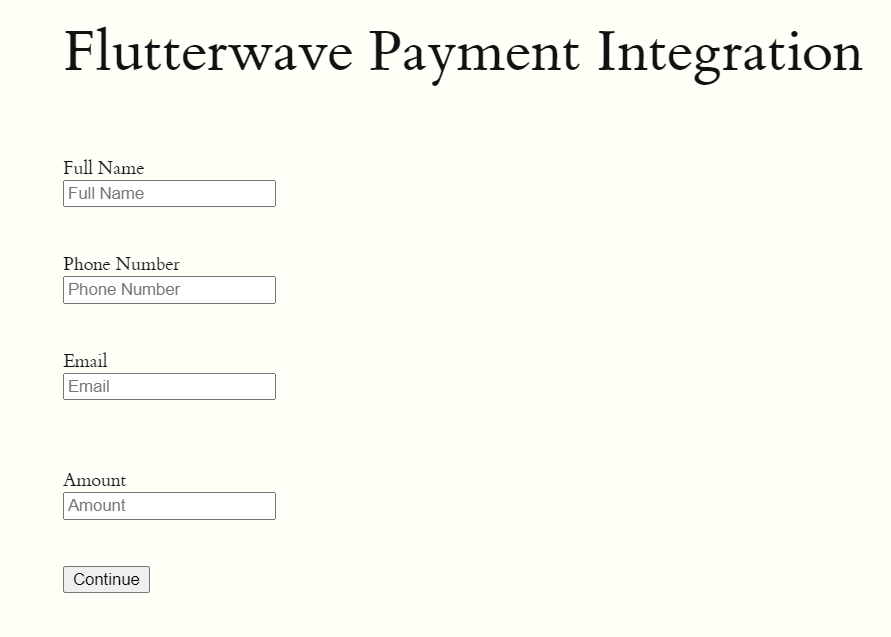 Flutterwave Payment Integration
Full Name
Full Name
Phone Number
Phone Number
Email
Email
Amount
Amount
Continue